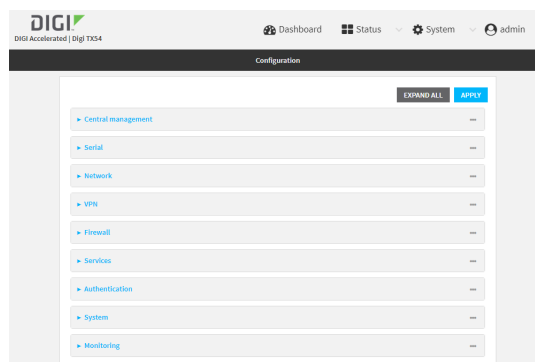 DIGI
DIGI Accelerated | Digi TX54
Dashboard
Status
System
admin
Configuration
EXPAND ALL
APPLY
Central management
Serial
Network
VPN
Firewall
Services
Authentication
System
Monitoring